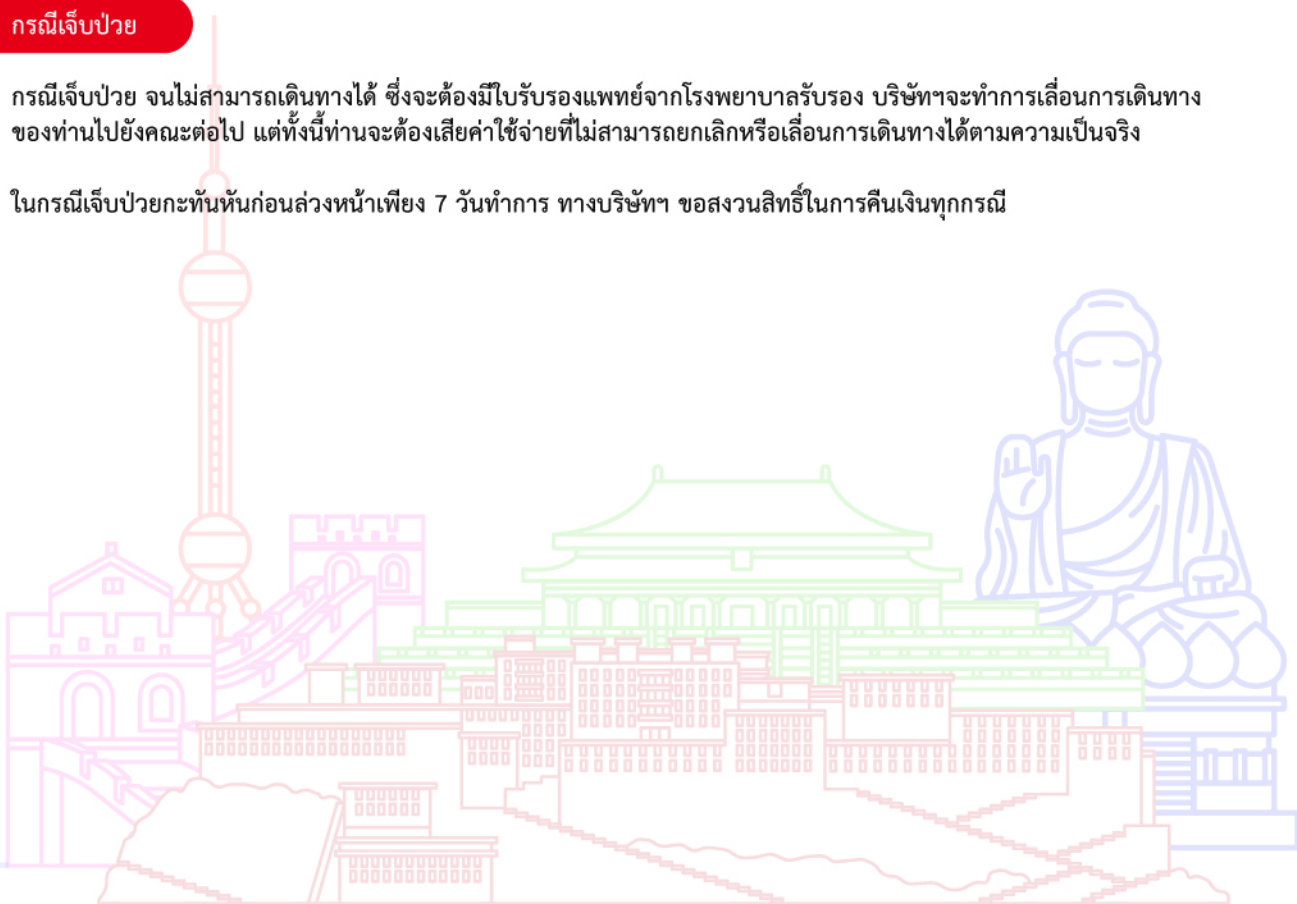 กรณีเจ็บป่วย
กรณีเจ็บป่วย จนไม่สามารถเดินทางได้ ซึ่งจะต้องมีใบรับรองแพทย์จากโรงพยาบาลรับรอง บริษัทฯจะทำการเลื่อนการเดินทาง
ของท่านไปยังคณะต่อไป แต่ทั้งนี้ท่านจะต้องเสียค่าใช้จ่ายที่ไม่สามารถยกเลิกหรือเลื่อนการเดินทางได้ตามความเป็นจริง
ในกรณีเจ็บป่วยกะทันหันก่อนล่วงหน้าเพียง 7 วันทำการ ทางบริษัทฯ ขอสงวนสิทธิ์ในการคืนเงินทุกกรณี